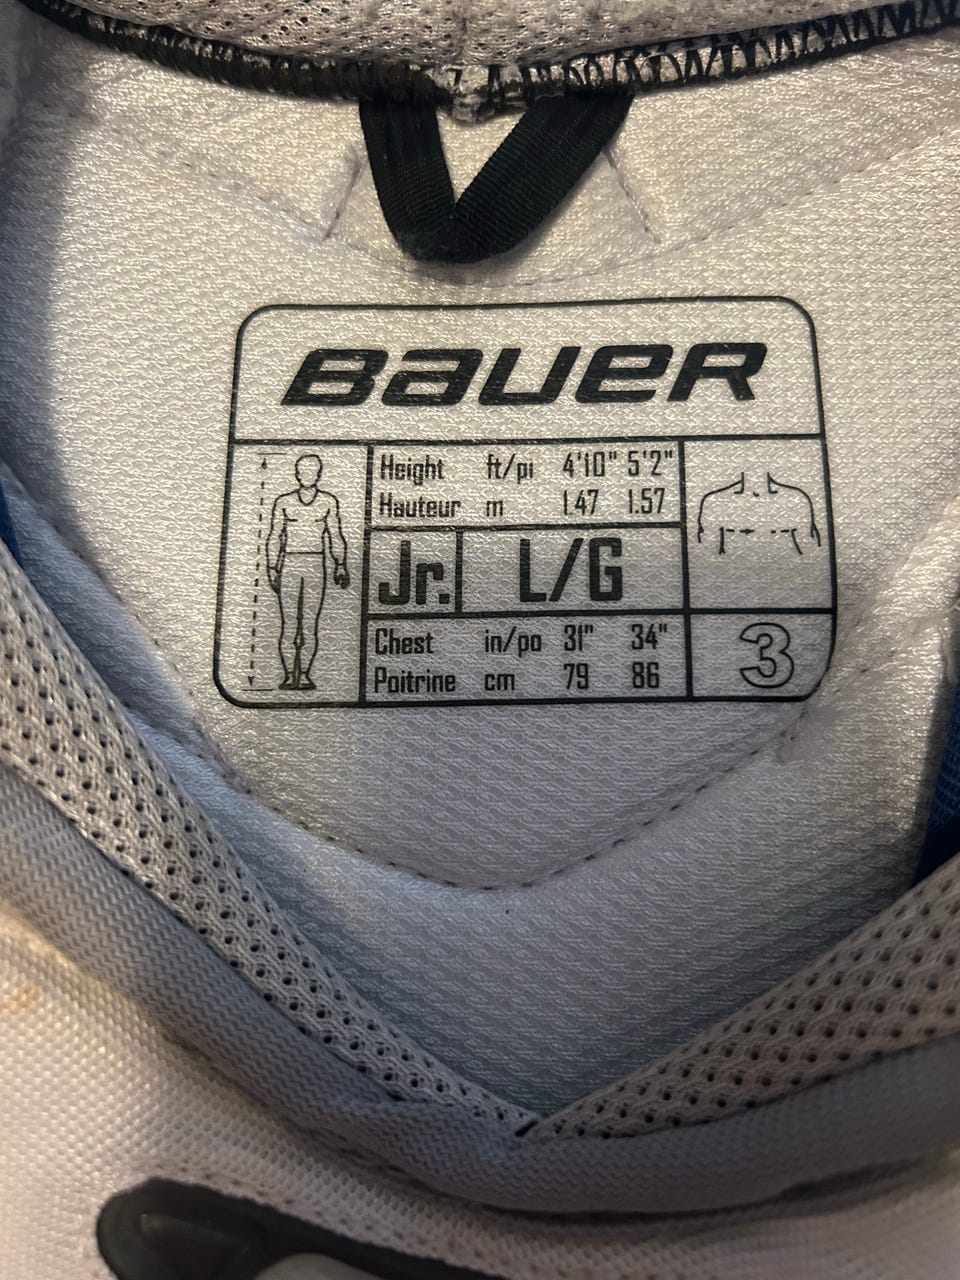 BAUER
Height ft/pi 4'10" 5'2"
Hauteur m 1.47 1.57
Jr. L/G
Chest in/po 31" 34"
Poitrine cm 79 86
3